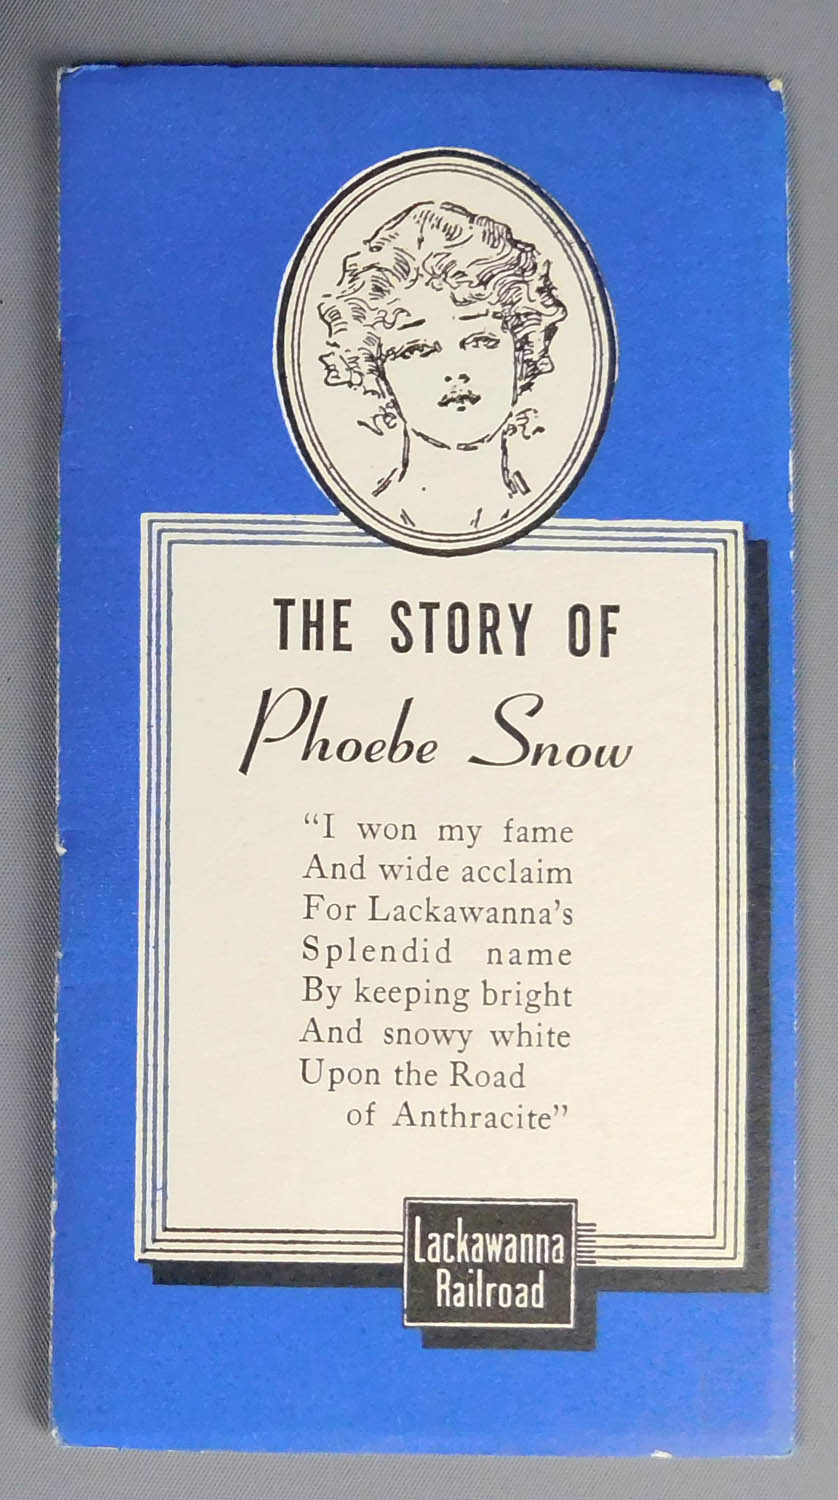 THE STORY OF
Phoebe Snow
"I won my fame
And wide acclaim
For Lackawanna's
Splendid name
By keeping bright
And snowy white
Upon the Road
of Anthracite"
Lackawanna
Railroad